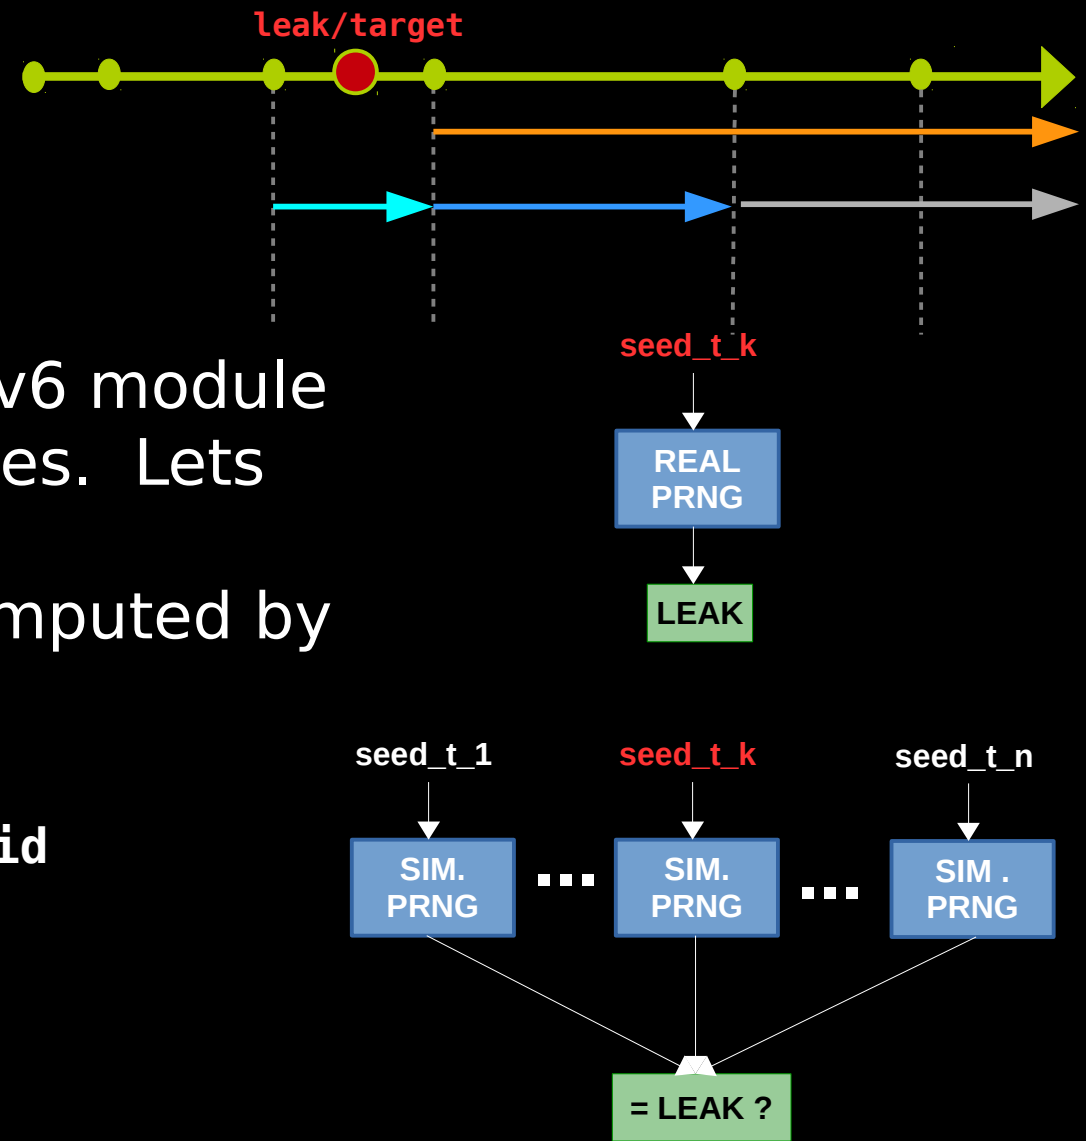 leak/target
v6 module
es. Lets
mputed by
id
seed_t_k
REAL
PRNG
LEAK
seed_t_1 seed_t_k seed_t_n
SIM. SIM. SIM .
PRNG PRNG PRNG
= LEAK ?